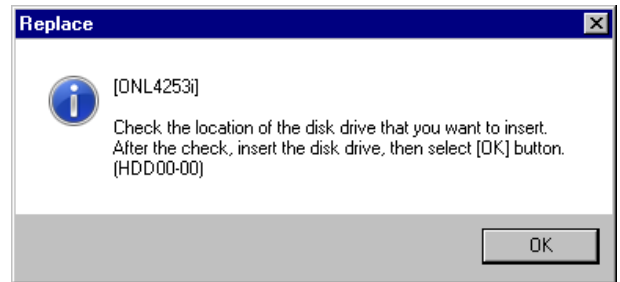 Replace
[ONL4253i]
Check the location of the disk drive that you want to insert.
After the check, insert the disk drive, then select [OK] button.
(HDD00-00)
OK